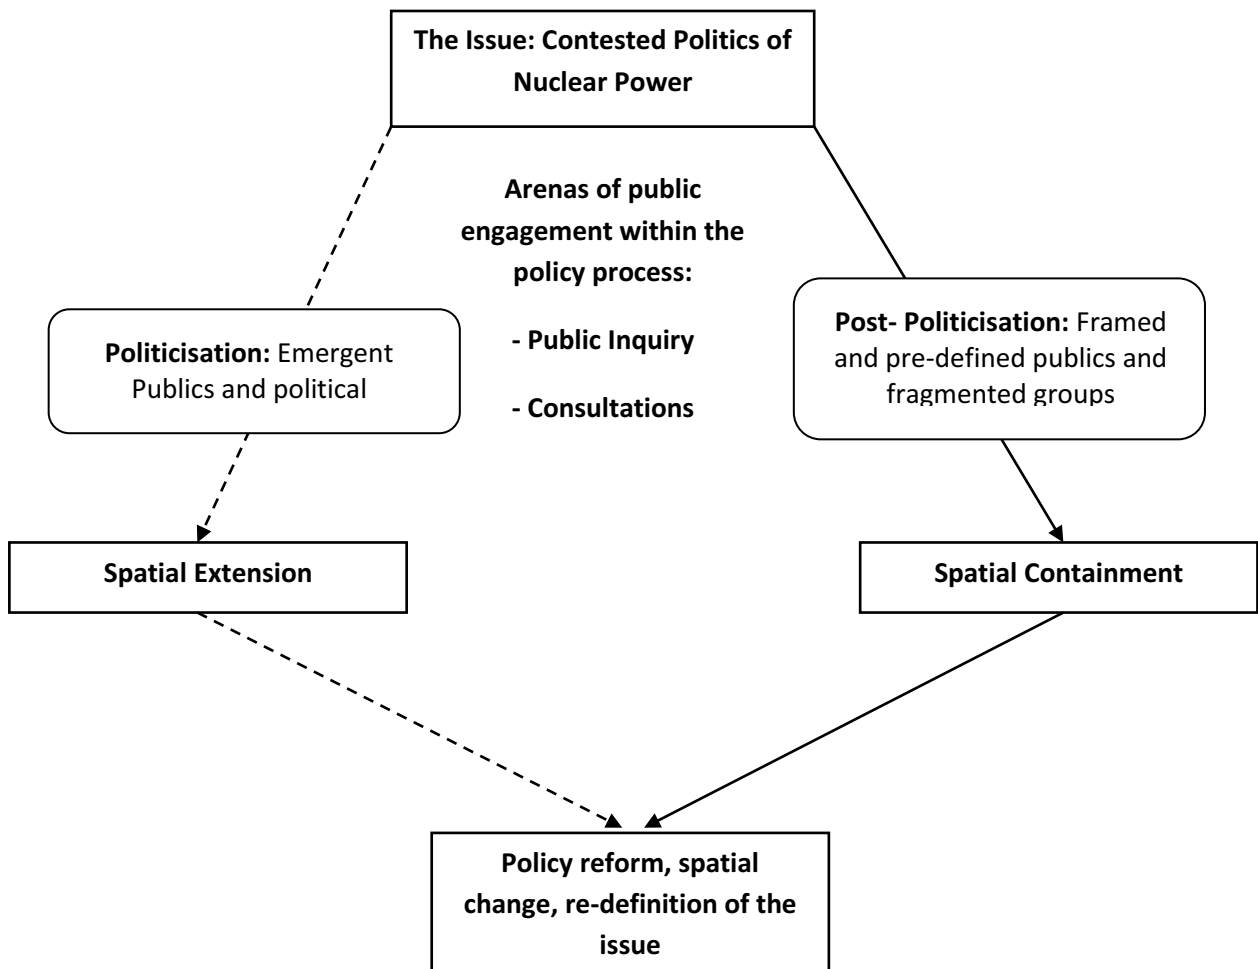 The Issue: Contested Politics of
Nuclear Power
Arenas of public
engagement within the
policy process:
- Public Inquiry
- Consultations
Politicisation: Emergent
Publics and political
Post- Politicisation: Framed
and pre-defined publics and
fragmented groups
Spatial Extension
Spatial Containment
Policy reform, spatial
change, re-definition of the
issue